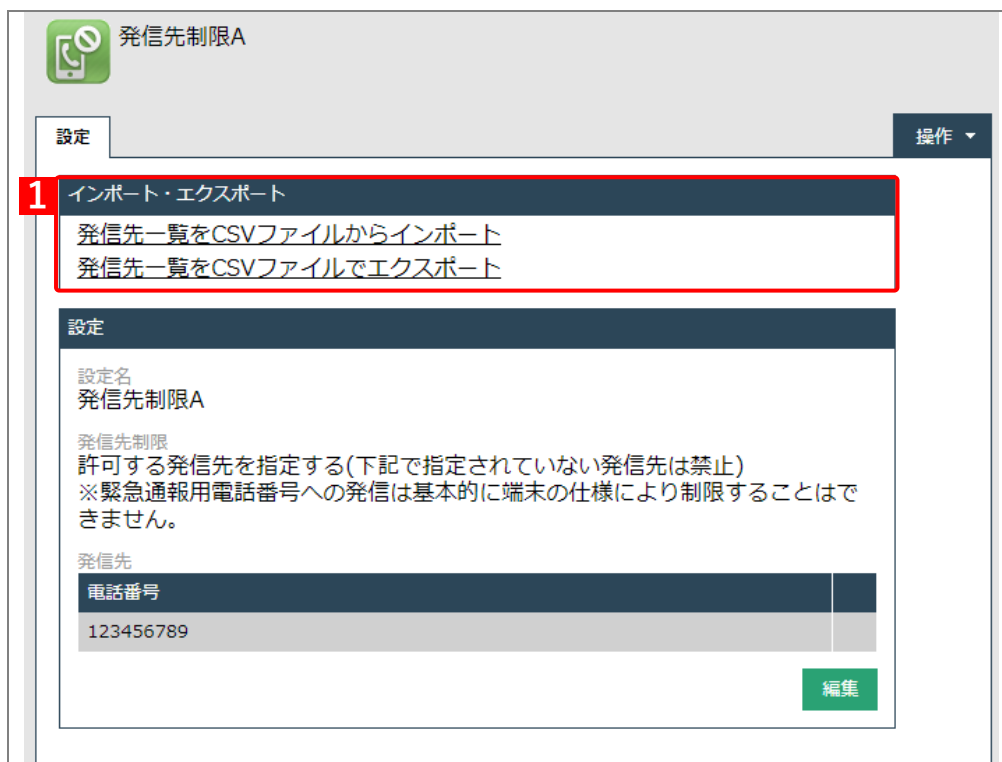 発信先制限A
設定
操作
1
インポート・エクスポート
発信先一覧をCSVファイルからインポート
発信先一覧をCSVファイルでエクスポート
設定
設定名
発信先制限A
発信先制限
許可する発信先を指定する(下記で指定されていない発信先は禁止)
※緊急通報用電話番号への発信は基本的に端末の仕様により制限することはで
きません。
発信先
電話番号
123456789
編集